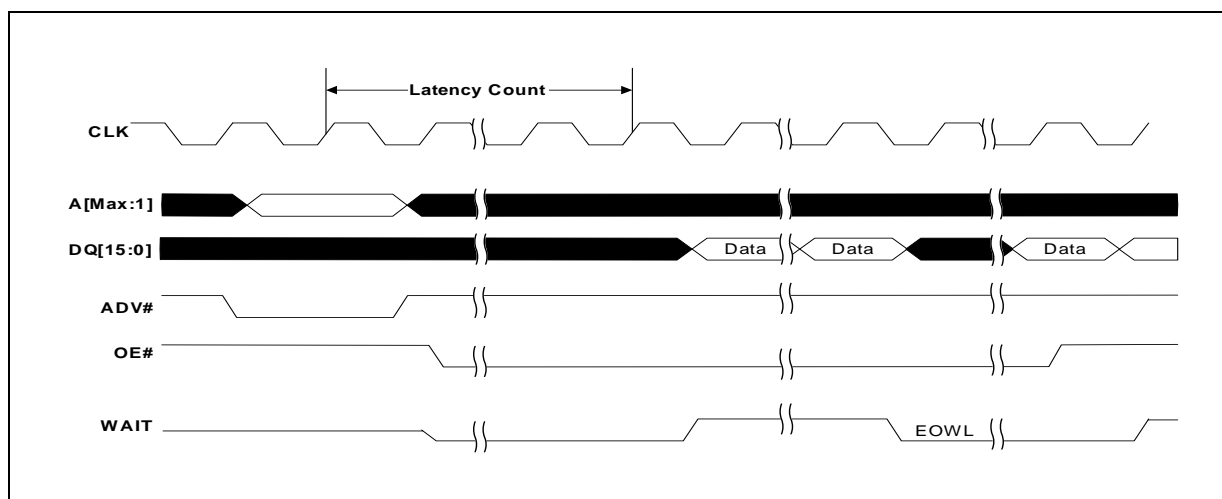 Latency Count
CLK
A[Max:1]
DQ[15:0] Data Data Data
ADV#
OE#
WAIT EOWL